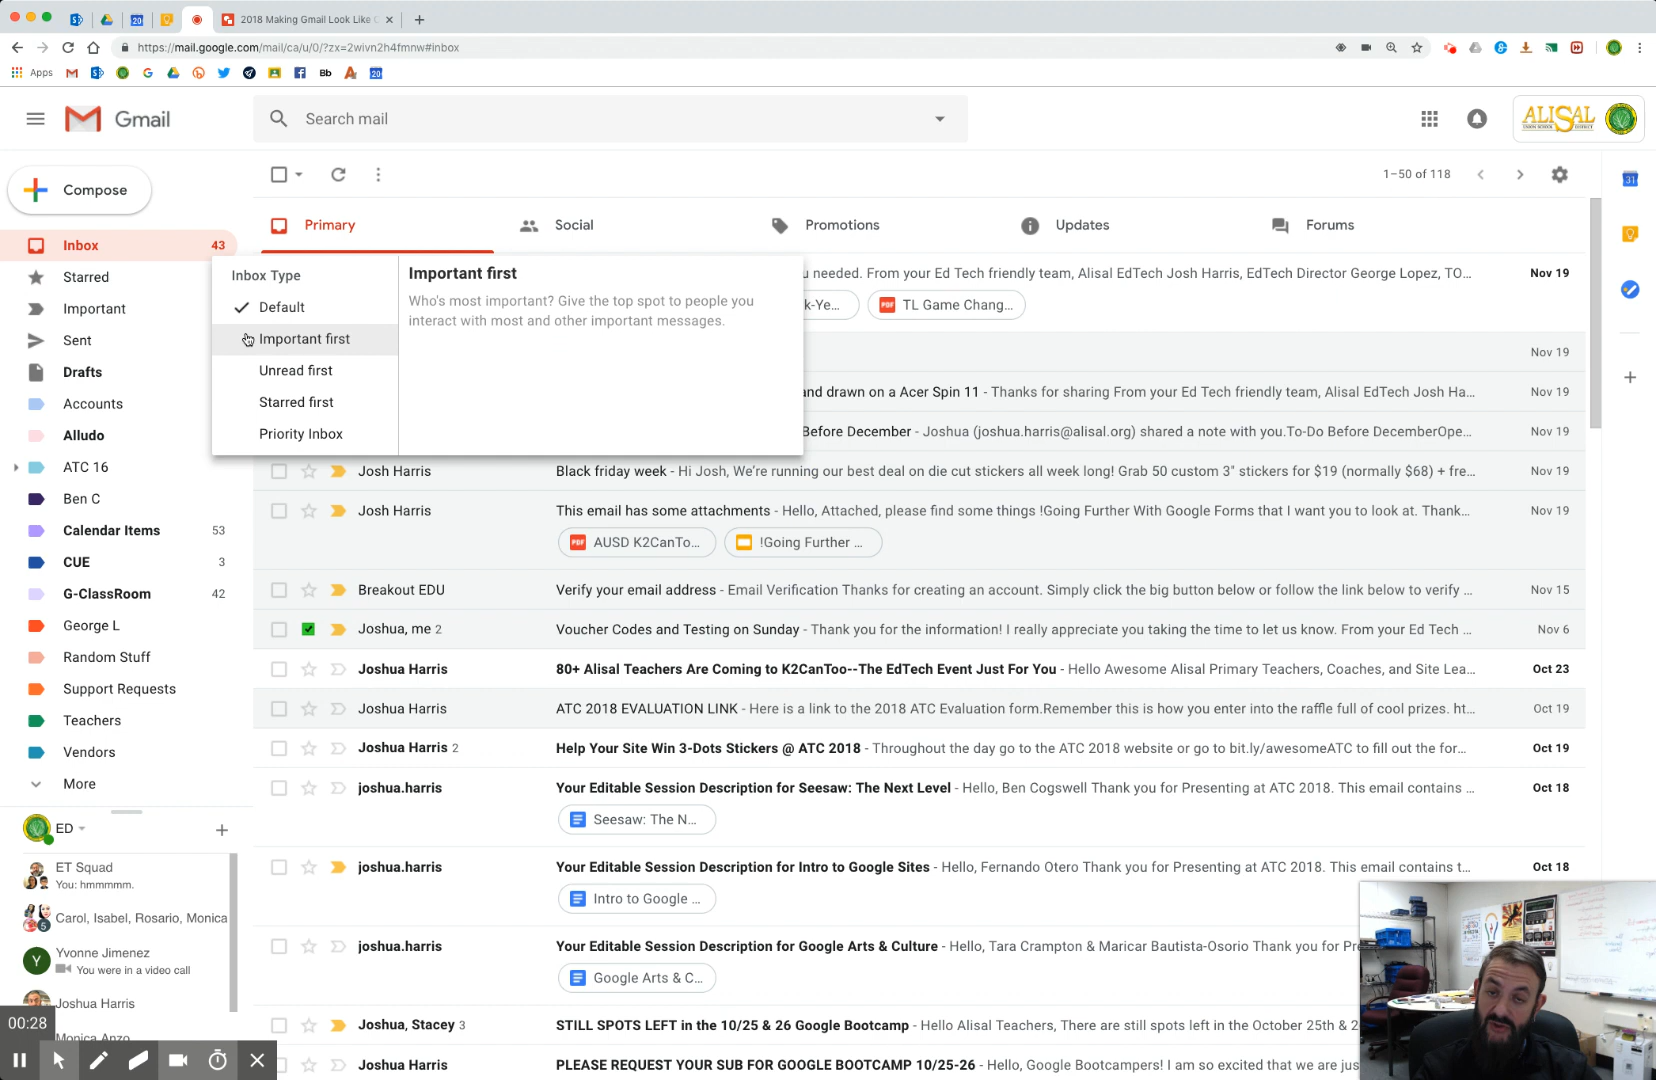 2018 Making Gmail Look Like
https://mail.google.com/mail/ca/u/0/?zx=2wivn2h4fmnw#inbox
Apps
Bb
Gmail
Search mail
ALISAL
Compose
1–50 of 118
Primary
Social
Promotions
Updates
Forums
Inbox 43
Starred
Important
Sent
Drafts
Accounts
Alludo
ATC 16
Ben C
Calendar Items 53
CUE 3
G-ClassRoom 42
George L
Random Stuff
Support Requests
Teachers
Vendors
More
Inbox Type
Default
Important first
Unread first
Starred first
Priority Inbox
Important first
Who's most important? Give the top spot to people you
interact with most and other important messages.
u needed. From your Ed Tech friendly team, Alisal EdTech Josh Harris, EdTech Director George Lopez, TO... Nov 19
k-Ye... PDF TL Game Chang...
Nov 19
and drawn on a Acer Spin 11 - Thanks for sharing From your Ed Tech friendly team, Alisal EdTech Josh Ha... Nov 19
Before December - Joshua (joshua.harris@alisal.org) shared a note with you.To-Do Before DecemberOpe... Nov 19
Josh Harris Black friday week - Hi Josh, We’re running our best deal on die cut stickers all week long! Grab 50 custom 3" stickers for $19 (normally $68) + fre... Nov 19
Josh Harris This email has some attachments - Hello, Attached, please find some things !Going Further With Google Forms that I want you to look at. Thank... Nov 19
PDF AUSD K2CanTo... !Going Further ...
Breakout EDU Verify your email address - Email Verification Thanks for creating an account. Simply click the big button below or follow the link below to verify ... Nov 15
Joshua, me 2 Voucher Codes and Testing on Sunday - Thank you for the information! I really appreciate you taking the time to let us know. From your Ed Tech ... Nov 6
Joshua Harris 80+ Alisal Teachers Are Coming to K2CanToo--The EdTech Event Just For You - Hello Awesome Alisal Primary Teachers, Coaches, and Site Lea... Oct 23
Joshua Harris ATC 2018 EVALUATION LINK - Here is a link to the 2018 ATC Evaluation form.Remember this is how you enter into the raffle full of cool prizes. ht... Oct 19
Joshua Harris 2 Help Your Site Win 3-Dots Stickers @ ATC 2018 - Throughout the day go to the ATC 2018 website or go to bit.ly/awesomeATC to fill out the for... Oct 19
joshua.harris Your Editable Session Description for Seesaw: The Next Level - Hello, Ben Cogswell Thank you for Presenting at ATC 2018. This email contains ... Oct 18
Seesaw: The N...
joshua.harris Your Editable Session Description for Intro to Google Sites - Hello, Fernando Otero Thank you for Presenting at ATC 2018. This email contains t... Oct 18
Intro to Google ...
joshua.harris Your Editable Session Description for Google Arts & Culture - Hello, Tara Crampton & Maricar Bautista-Osorio Thank you for Pr
Google Arts & C...
Joshua, Stacey 3 STILL SPOTS LEFT in the 10/25 & 26 Google Bootcamp - Hello Alisal Teachers, There are still spots left in the October 25th & 2
Joshua Harris PLEASE REQUEST YOUR SUB FOR GOOGLE BOOTCAMP 10/25-26 - Hello, Google Bootcampers! I am so excited that we are jus
ED
ET Squad
You: hmmmmm.
5 Carol, Isabel, Rosario, Monica
Y Yvonne Jimenez
You were in a video call
Joshua Harris
Monica Anzo
00:28